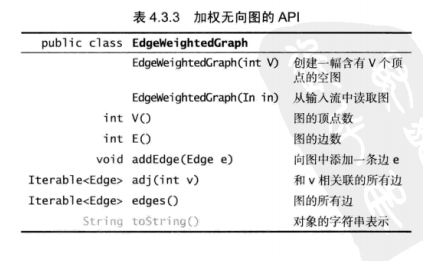 表 4.3.3 加权无向图的 API
public class EdgeWeightedGraph
EdgeWeightedGraph(int V) 创建一幅含有 V 个顶
点的空图
EdgeWeightedGraph(In in) 从输入流中读取图
int V() 图的顶点数
int E() 图的边数
void addEdge(Edge e) 向图中添加一条边 e
Iterable<Edge> adj(int v) 和 v 相关联的所有边
Iterable<Edge> edges() 图的所有边
String toString() 对象的字符串表示